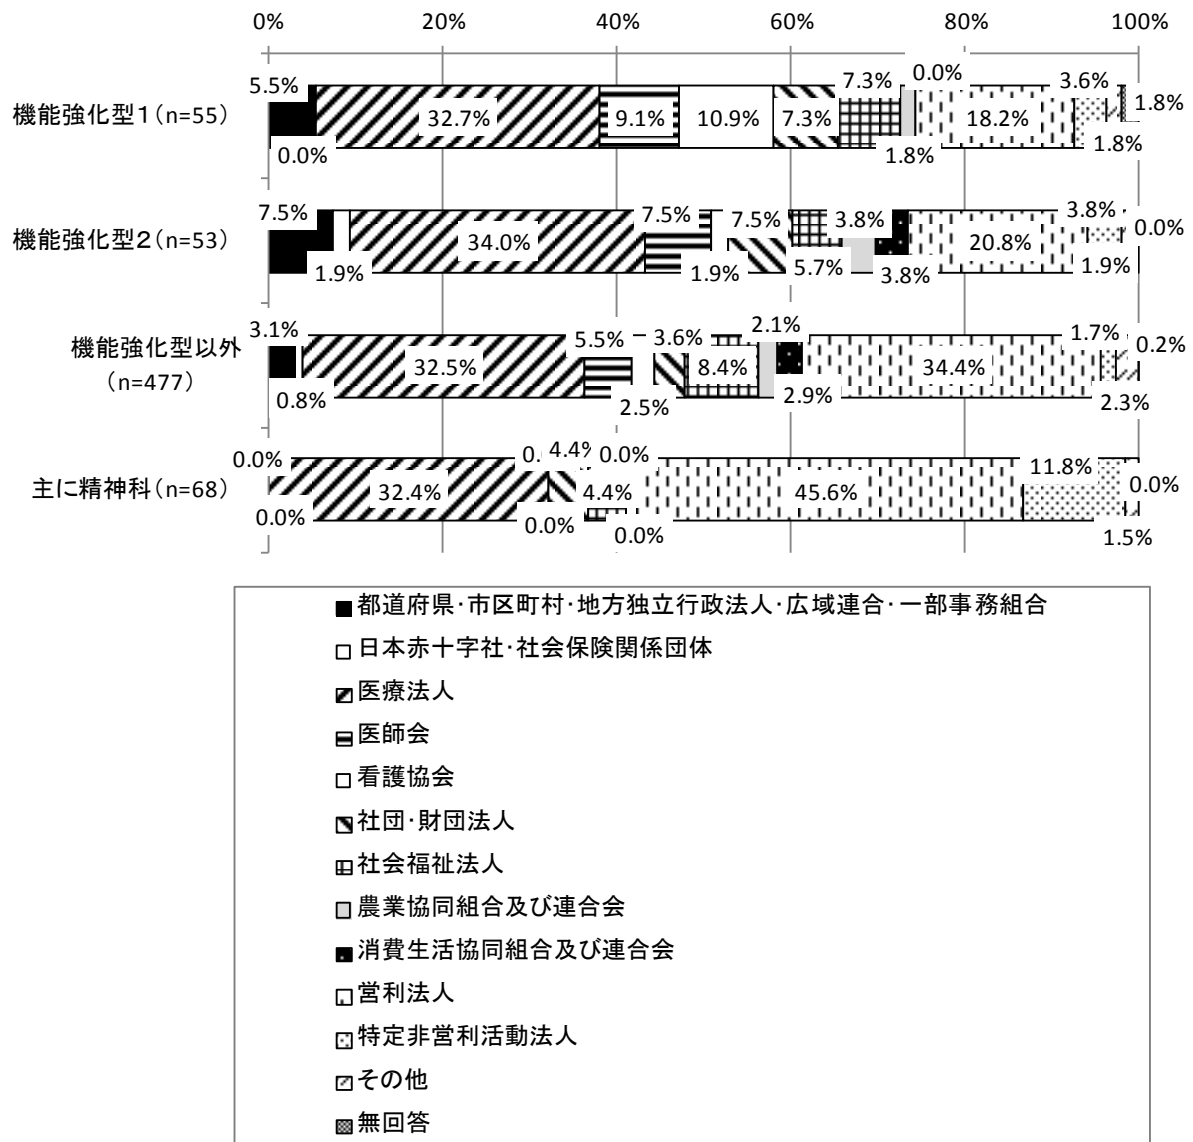 0% 20% 40% 60% 80% 100%
5.5% 7.3% 0.0% 3.6%
機能強化型1(n=55) 32.7% 9.1% 10.9% 7.3% 18.2% 1.8%
0.0% 1.8% 1.8%
7.5% 7.5% 7.5% 3.8% 3.8%
機能強化型2(n=53) 34.0% 20.8% 0.0%
1.9% 1.9% 5.7% 3.8% 1.9%
3.1% 5.5% 3.6% 2.1% 1.7% 0.2%
機能強化型以外
(n=477) 32.5% 8.4% 34.4%
0.8% 2.5% 2.9% 2.3%
0.0% 4.4% 0.0% 11.8%
主に精神科(n=68) 32.4% 4.4% 45.6% 0.0%
0.0% 0.0% 0.0% 1.5%
都道府県・市区町村・地方独立行政法人・広域連合・一部事務組合
日本赤十字社・社会保険関係団体
医療法人
医師会
看護協会
社団・財団法人
社会福祉法人
農業協同組合及び連合会
消費生活協同組合及び連合会
営利法人
特定非営利活動法人
その他
無回答